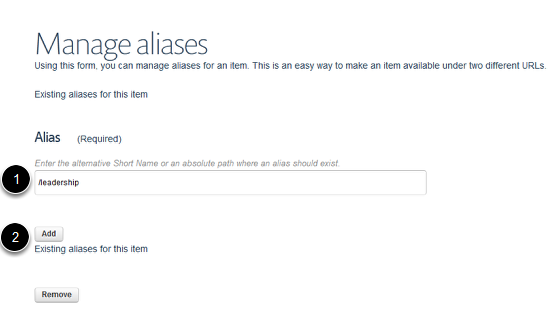 Manage aliases
Using this form, you can manage aliases for an item. This is an easy way to make an item available under two different URLs.
Existing aliases for this item
Alias (Required)
Enter the alternative Short Name or an absolute path where an alias should exist.
1 /leadership
2 Add
Existing aliases for this item
Remove